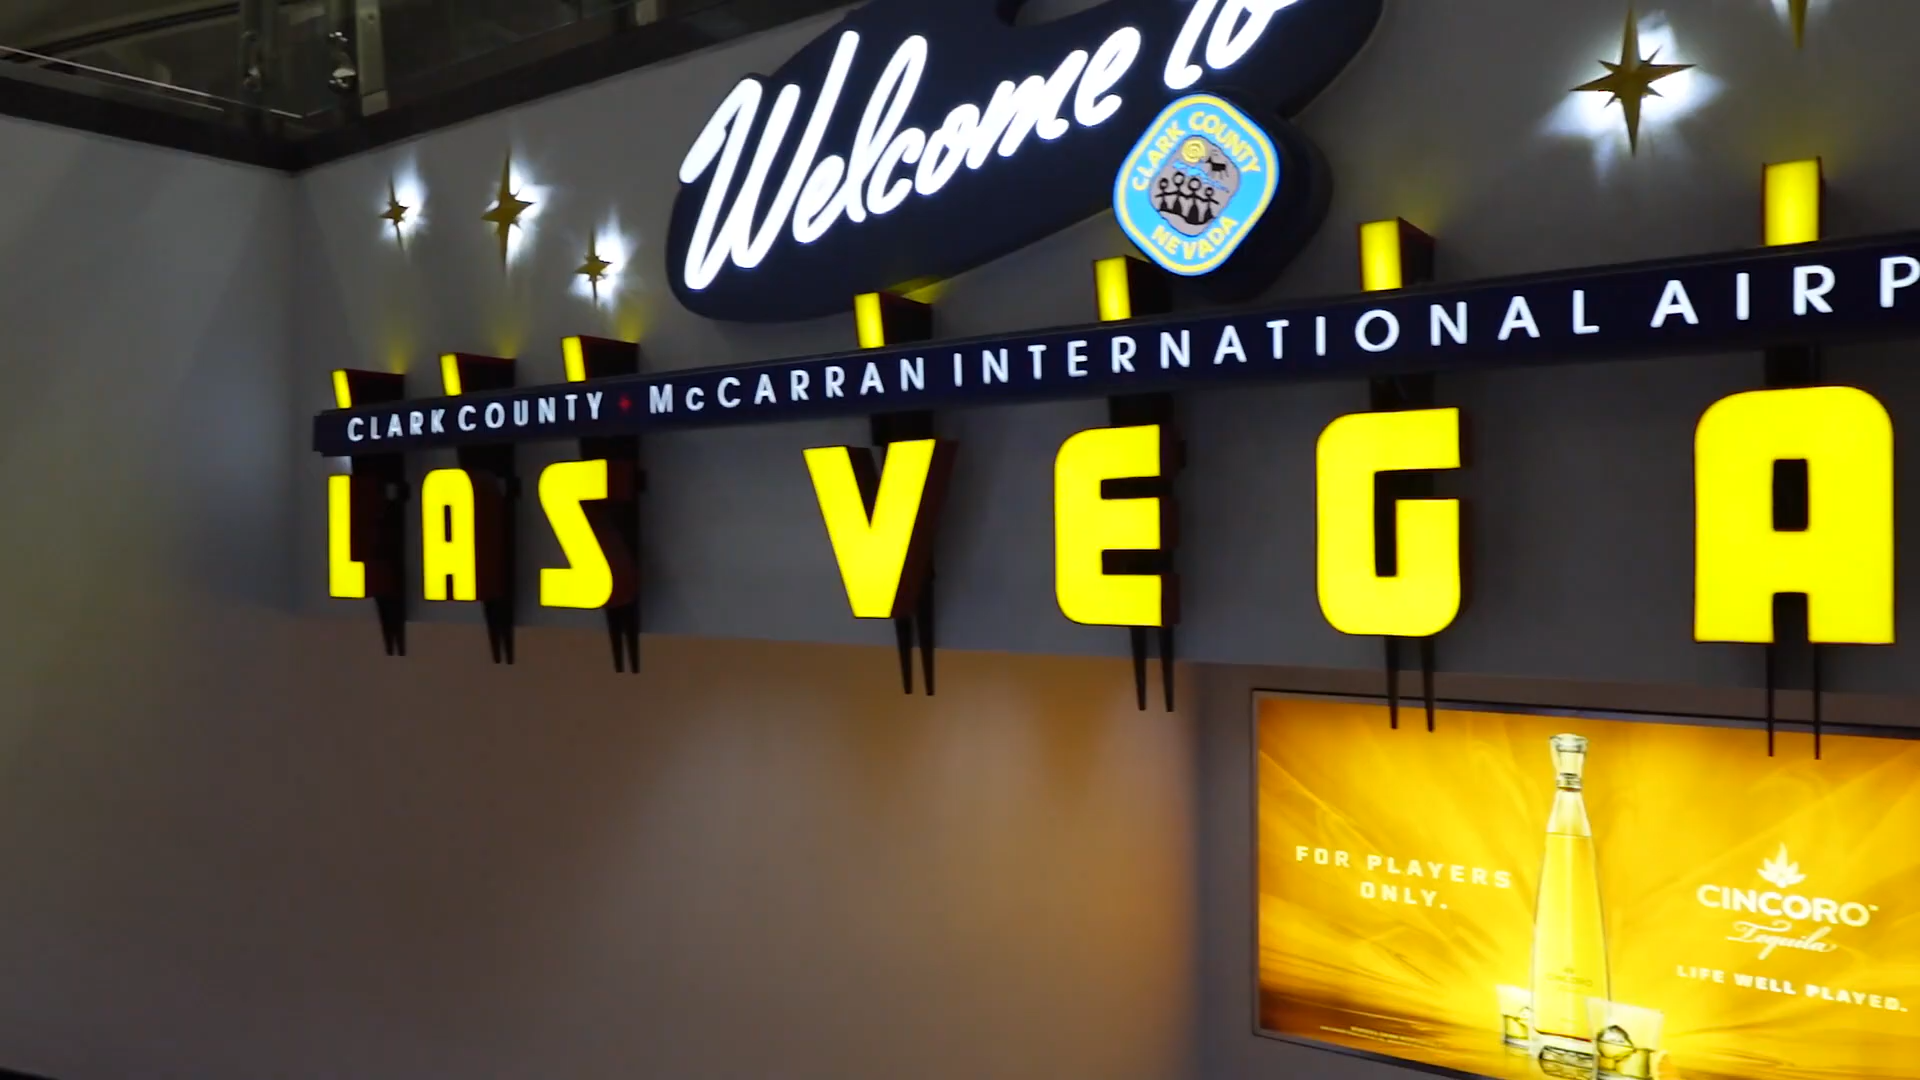 Welcome to
CLARK COUNTY
NEVADA
CLARK COUNTY McCARRAN INTERNATIONAL AIRP
LAS VEGA
FOR PLAYERS
ONLY.
CINCORO™
Tequila
LIFE WELL PLAYED.